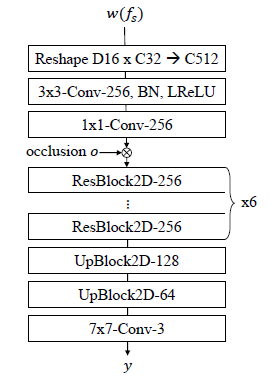 w(fₛ)
Reshape D16 x C32 → C512
3x3-Conv-256, BN, LReLU
1x1-Conv-256
occlusion o
ResBlock2D-256
⋮
ResBlock2D-256
x6
UpBlock2D-128
UpBlock2D-64
7x7-Conv-3
y